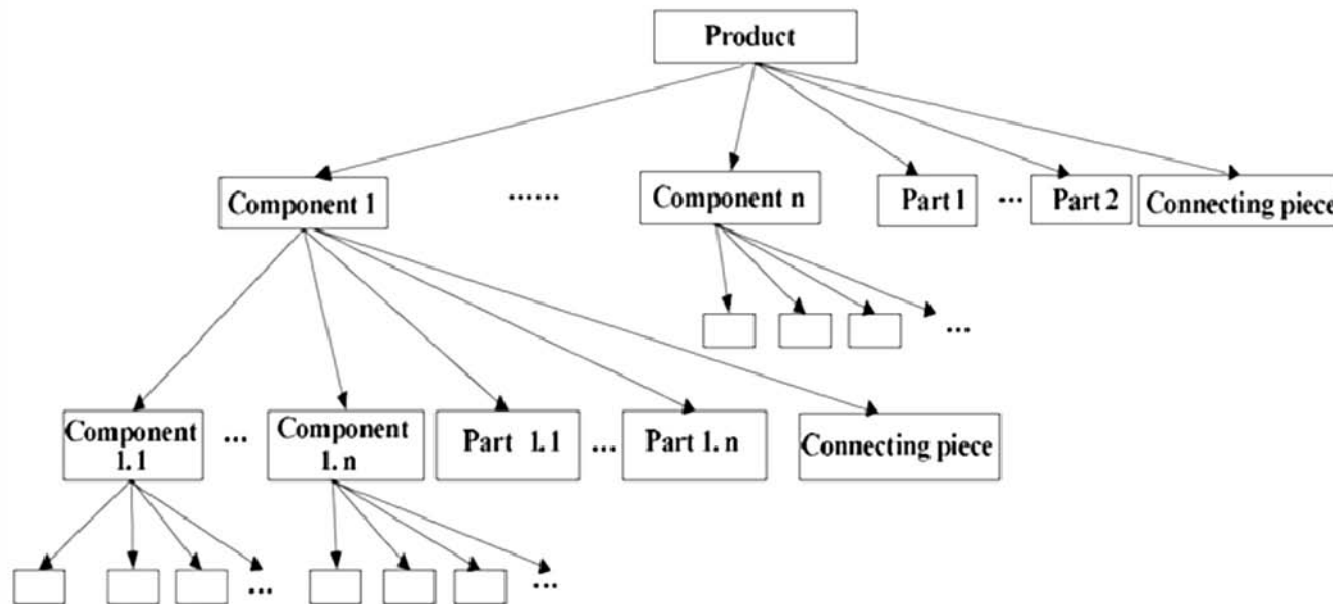 Product
Component 1
......
Component n
Part 1
...
Part 2
Connecting piece
...
Component
1.1
...
Component
1.n
Part 1.1
...
Part 1.n
Connecting piece
...
...